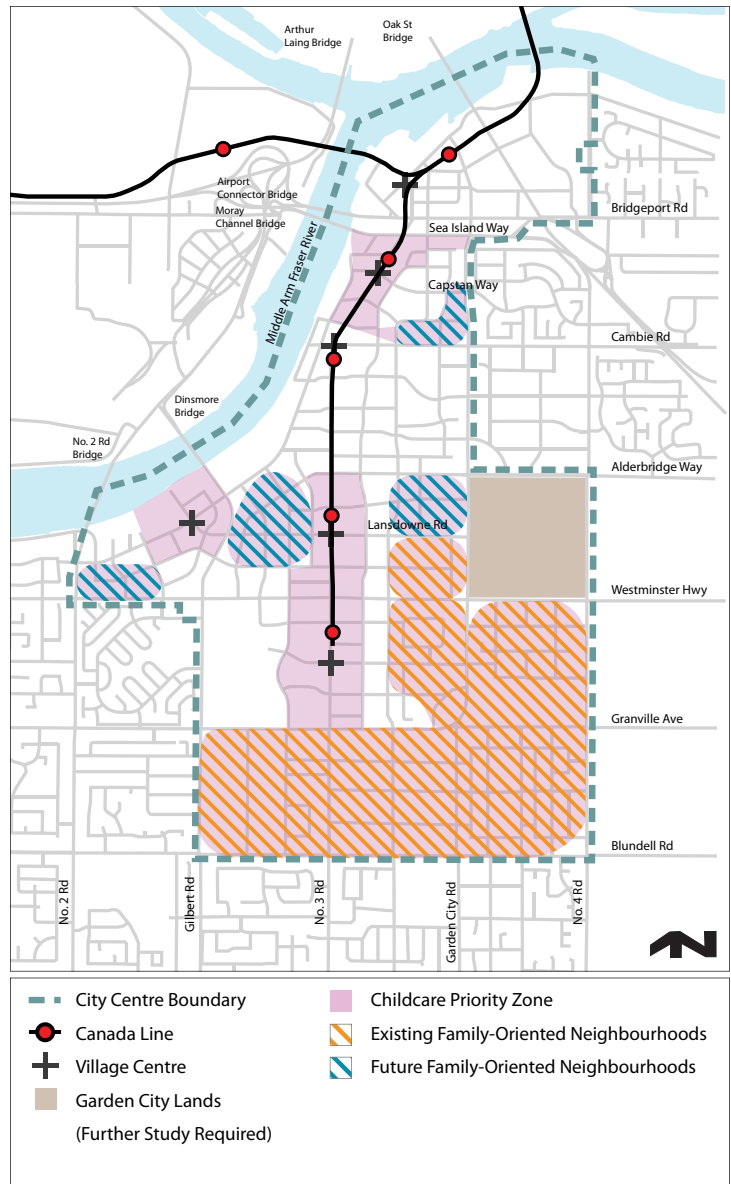 Arthur
Laing Bridge
Oak St
Bridge
Airport
Connector Bridge
Moray
Channel Bridge
Bridgeport Rd
Sea Island Way
Middle Arm Fraser River
Capstan Way
Cambie Rd
Dinsmore
Bridge
No. 2 Rd
Bridge
Alderbridge Way
Lansdowne Rd
Westminster Hwy
Granville Ave
Blundell Rd
No. 2 Rd
Gilbert Rd
No. 3 Rd
Garden City Rd
No. 4 Rd
N
City Centre Boundary
Canada Line
Village Centre
Garden City Lands
(Further Study Required)
Childcare Priority Zone
Existing Family-Oriented Neighbourhoods
Future Family-Oriented Neighbourhoods